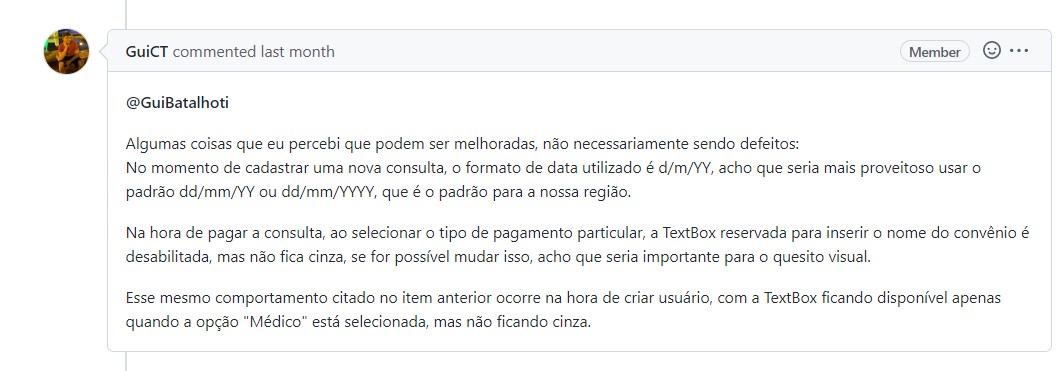 GuiCT commented last month
Member
@GuiBatalhoti
Algumas coisas que eu percebi que podem ser melhoradas, não necessariamente sendo defeitos:
No momento de cadastrar uma nova consulta, o formato de data utilizado é d/m/YY, acho que seria mais proveitoso usar o
padrão dd/mm/YY ou dd/mm/YYYY, que é o padrão para a nossa região.
Na hora de pagar a consulta, ao selecionar o tipo de pagamento particular, a TextBox reservada para inserir o nome do convênio é
desabilitada, mas não fica cinza, se for possível mudar isso, acho que seria importante para o quesito visual.
Esse mesmo comportamento citado no item anterior ocorre na hora de criar usuário, com a TextBox ficando disponível apenas
quando a opção "Médico" está selecionada, mas não ficando cinza.